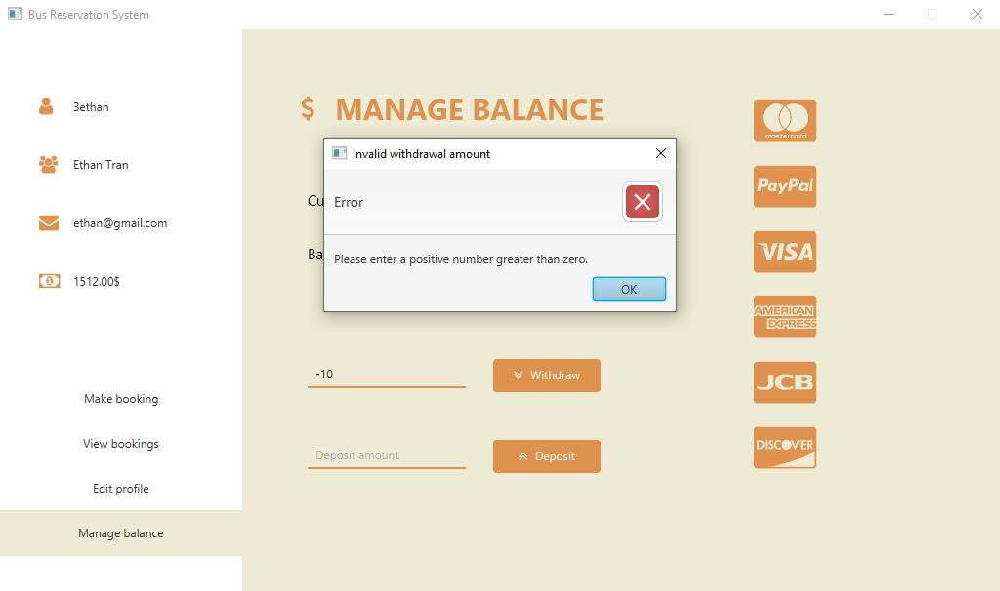 Bus Reservation System
3ethan
Ethan Tran
ethan@gmail.com
1512.00$
Make booking
View bookings
Edit profile
Manage balance
$ MANAGE BALANCE
Cu
Ba
Invalid withdrawal amount
Error
Please enter a positive number greater than zero.
OK
-10
Withdraw
Deposit amount
Deposit
mastercard
PayPal
VISA
AMERICAN
EXPRESS
JCB
DISCOVER